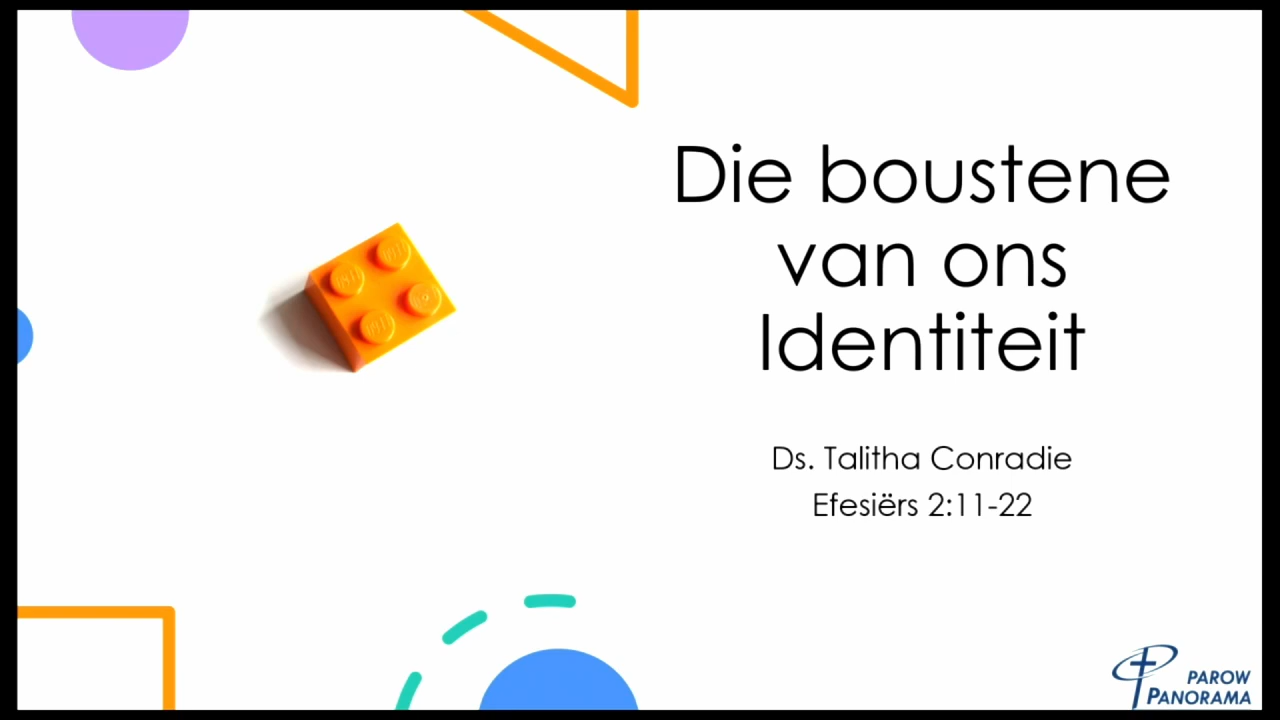 Die boustene
van ons
Identiteit
Ds. Talitha Conradie
Efesiërs 2:11-22
PAROW
PANORAMA